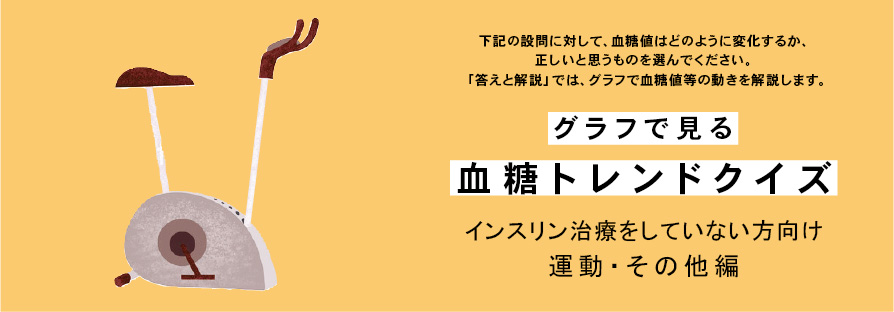 下記の設問に対して、血糖値はどのように変化するか、
正しいと思うものを選んでください。
「答えと解説」では、グラフで血糖値等の動きを解説します。
グラフで見る
血糖トレンドクイズ
インスリン治療をしていない方向け
運動・その他編